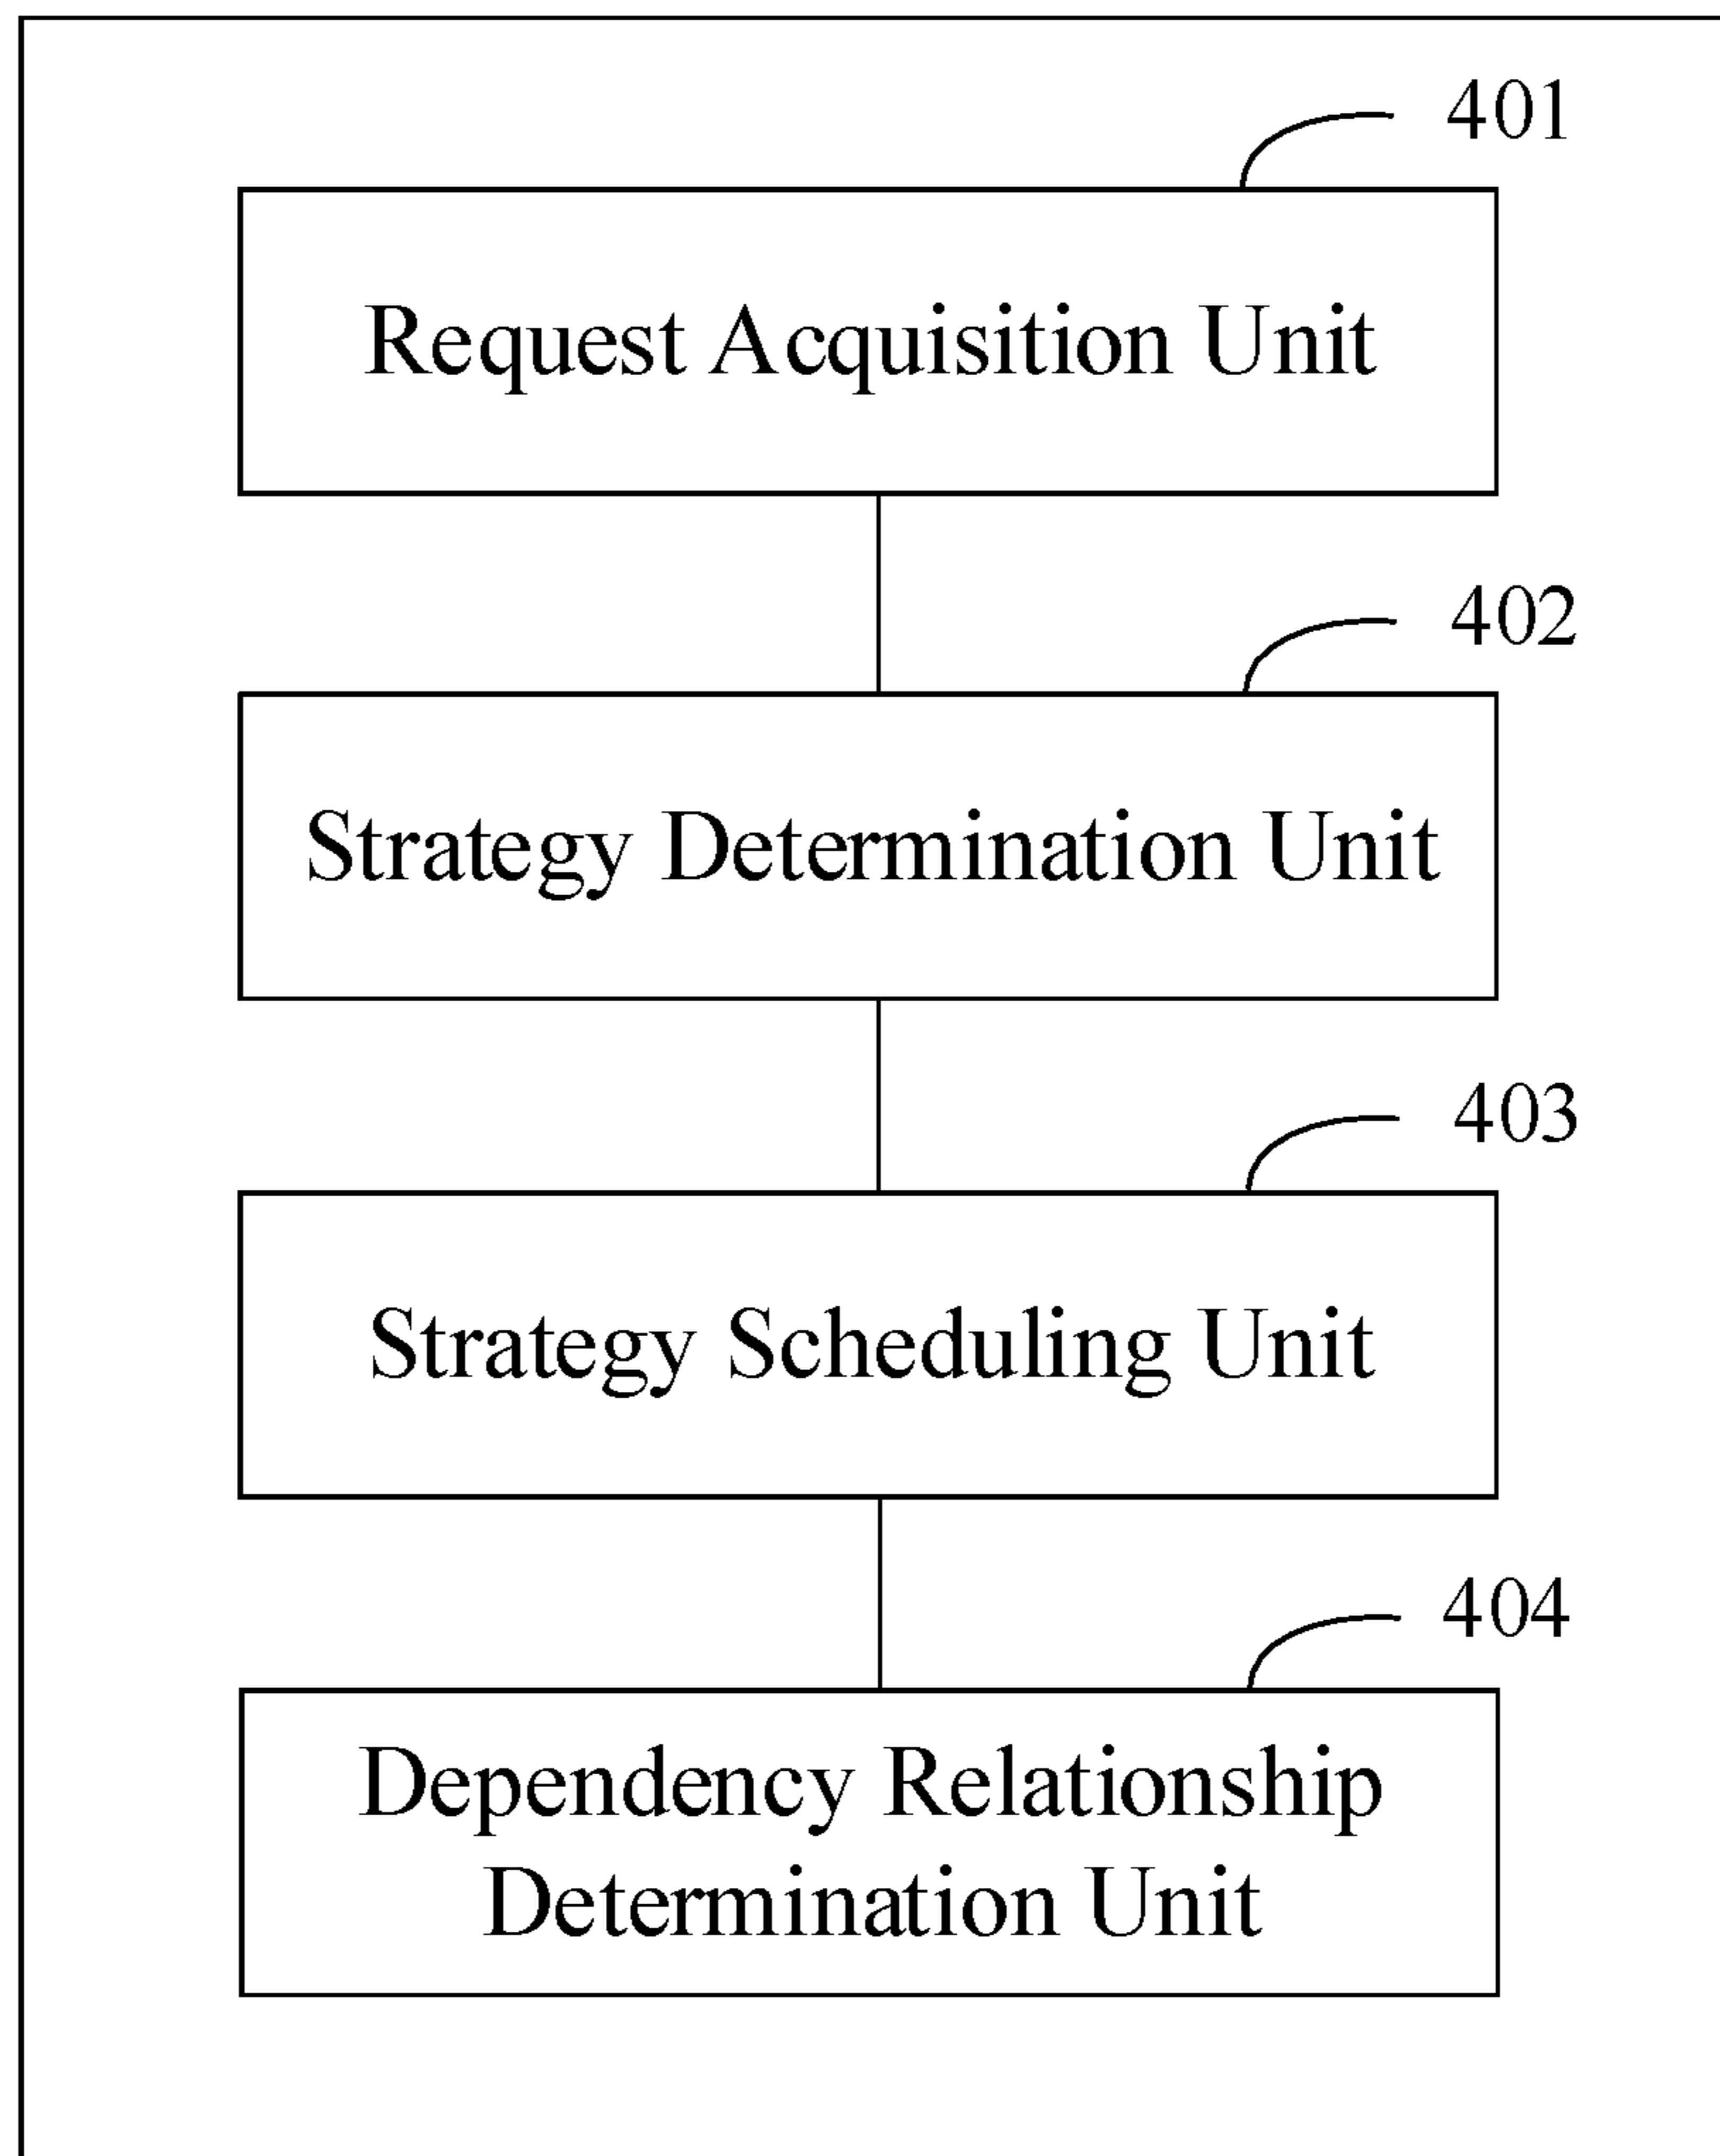 401
Request Acquisition Unit
402
Strategy Determination Unit
403
Strategy Scheduling Unit
404
Dependency Relationship
Determination Unit